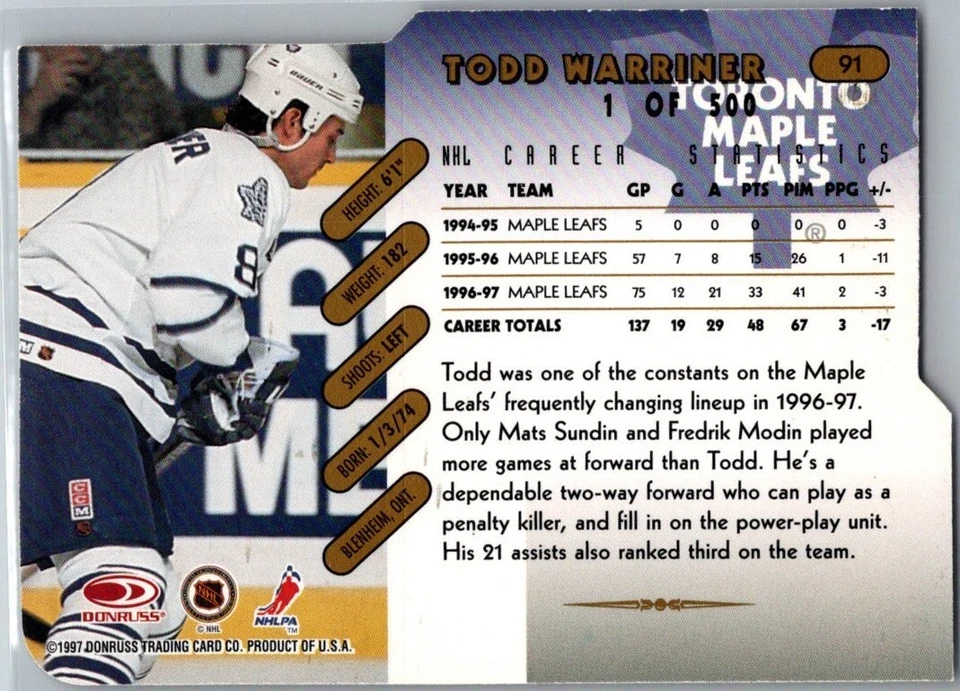 TODD WARRINER
91
1 OF 500
TORONTO
MAPLE
LEAFS
®
NHL CAREER STATISTICS
YEAR TEAM GP G A PTS PIM PPG +/-
1994-95 MAPLE LEAFS 5 0 0 0 0 0 -3
1995-96 MAPLE LEAFS 57 7 8 15 26 1 -11
1996-97 MAPLE LEAFS 75 12 21 33 41 2 -3
CAREER TOTALS 137 19 29 48 67 3 -17
Todd was one of the constants on the Maple
Leafs' frequently changing lineup in 1996-97.
Only Mats Sundin and Fredrik Modin played
more games at forward than Todd. He's a
dependable two-way forward who can play as a
penalty killer, and fill in on the power-play unit.
His 21 assists also ranked third on the team.
HEIGHT: 6'1"
WEIGHT: 182
SHOOTS: LEFT
BORN: 1/3/74
BLENHEIM, ONT.
BAUER
ER
8
CCM
DONRUSS
NHL
© NHL
NHLPA
TM
©1997 DONRUSS TRADING CARD CO. PRODUCT OF U.S.A.